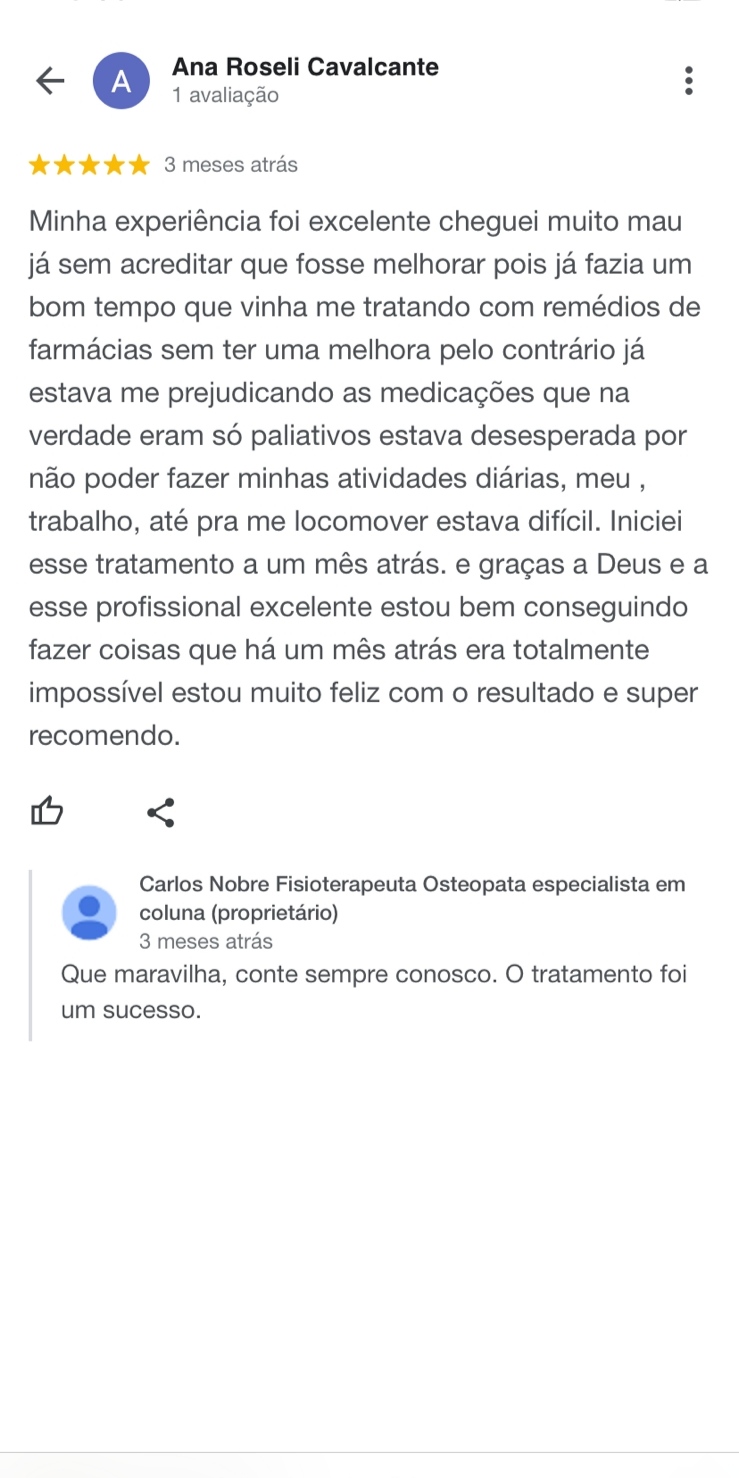 Ana Roseli Cavalcante
A
1 avaliação
3 meses atrás
Minha experiência foi excelente cheguei muito mau
já sem acreditar que fosse melhorar pois já fazia um
bom tempo que vinha me tratando com remédios de
farmácias sem ter uma melhora pelo contrário já
estava me prejudicando as medicações que na
verdade eram só paliativos estava desesperada por
não poder fazer minhas atividades diárias, meu ,
trabalho, até pra me locomover estava difícil. Iniciei
esse tratamento a um mês atrás. e graças a Deus e a
esse profissional excelente estou bem conseguindo
fazer coisas que há um mês atrás era totalmente
impossível estou muito feliz com o resultado e super
recomendo.
Carlos Nobre Fisioterapeuta Osteopata especialista em
coluna (proprietário)
3 meses atrás
Que maravilha, conte sempre conosco. O tratamento foi
um sucesso.